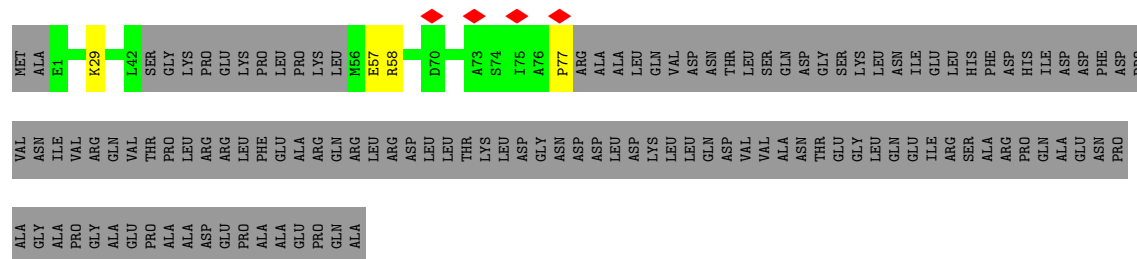 MET ALA E1 K29 L42 SER GLY LYS PRO GLU LYS PRO LEU PRO LYS LEU M56 E57 R58 D70 A73 S74 I75 A76 P77 ARG ALA ALA LEU GLN VAL ASP ASN THR LEU SER GLN ASP GLY SER LYS LEU ASN ILE GLU LEU HIS PHE ASP HIS ILE ASP ASP PHE ASP PRO
VAL ASN ILE VAL ARG GLN VAL THR PRO LEU ARG ARG LEU PHE GLU ALA ARG GLN ARG LEU ARG ASP LEU LEU THR LYS LEU ASP GLY ASN ASP ASP LEU ASP LYS LEU LEU GLN ASP VAL VAL ALA ASN THR GLU GLY LEU GLN GLU ILE ARG SER ALA ARG PRO GLN ALA GLU ASN PRO
ALA GLY ALA PRO GLY ALA GLU PRO ALA ALA ASP GLU PRO ALA ALA GLU PRO GLN ALA